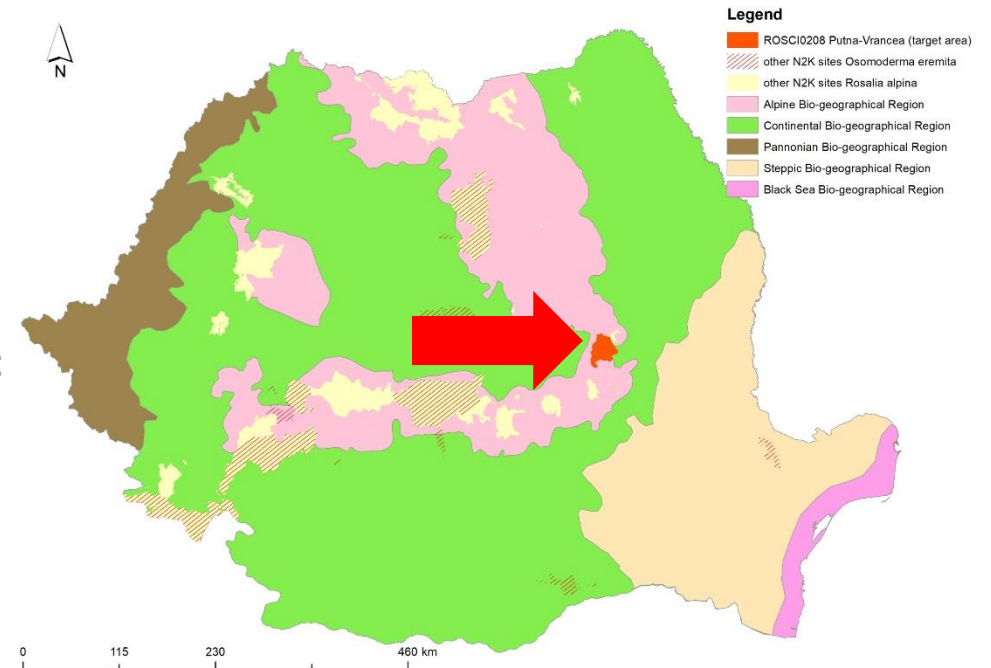 Legend
ROSCI0208 Putna-Vrancea (target area)
other N2K sites Osomoderma eremita
other N2K sites Rosalia alpina
Alpine Bio-geographical Region
Continental Bio-geographical Region
Pannonian Bio-geographical Region
Steppic Bio-geographical Region
Black Sea Bio-geographical Region
N
0 115 230 460 km